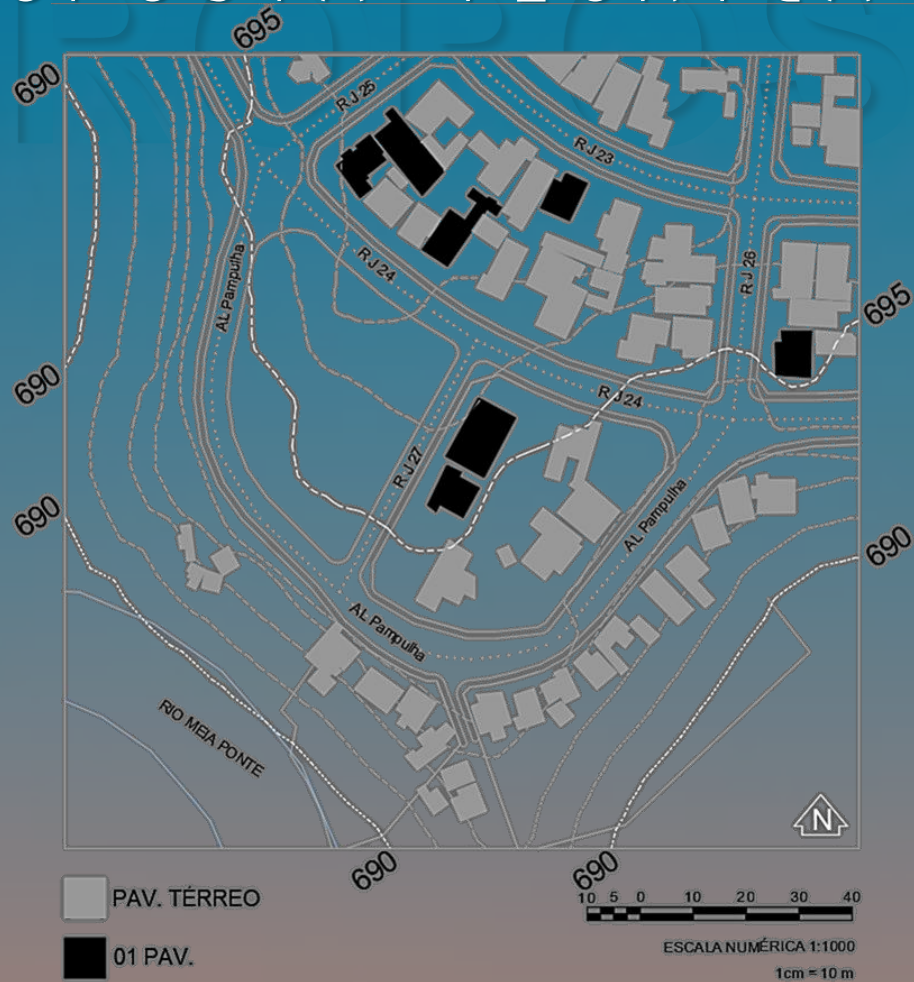 695
690
R J 25
R J 23
AL Pampulha
R J 24
R J 26
695
690
R J 24
R J 27
690
AL Pampulha
690
AL Pampulha
RIO MEIA PONTE
N
690
690
PAV. TÉRREO
10 5 0 10 20 30 40
01 PAV.
ESCALA NUMÉRICA 1:1000
1cm = 10 m